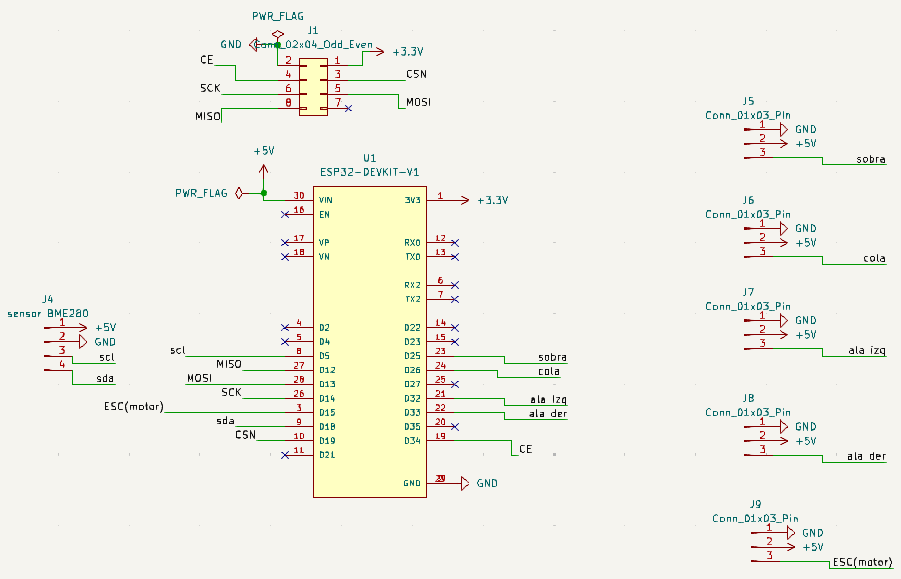 PWR_FLAG
J1
GND
Conn_02x04_Odd_Even
+3.3V
CE
2
1
4
3
CSN
SCK
6
5
MISO
8
7
MOSI
J5
Conn_01x03_Pin
1
GND
2
+5V
3
sobra
+5V
U1
ESP32-DEVKIT-V1
PWR_FLAG
30
VIN
3V3
1
+3.3V
16
EN
17
VP
RX0
12
18
VN
TX0
13
RX2
6
TX2
7
4
D2
D22
14
5
D4
D23
15
scl
8
D5
D25
23
sobra
MISO
27
D12
D26
24
cola
MOSI
28
D13
D27
25
SCK
26
D14
D32
21
ala izq
ESC(motor)
3
D15
D33
22
ala der
sda
9
D18
D35
20
CSN
10
D19
D34
19
CE
11
D21
GND
GND
J6
Conn_01x03_Pin
1
GND
2
+5V
3
cola
J4
sensor BME280
1
+5V
2
GND
3
scl
4
sda
J7
Conn_01x03_Pin
1
GND
2
+5V
3
ala izq
J8
Conn_01x03_Pin
1
GND
2
+5V
3
ala der
J9
Conn_01x03_Pin
1
GND
2
+5V
3
ESC(motor)